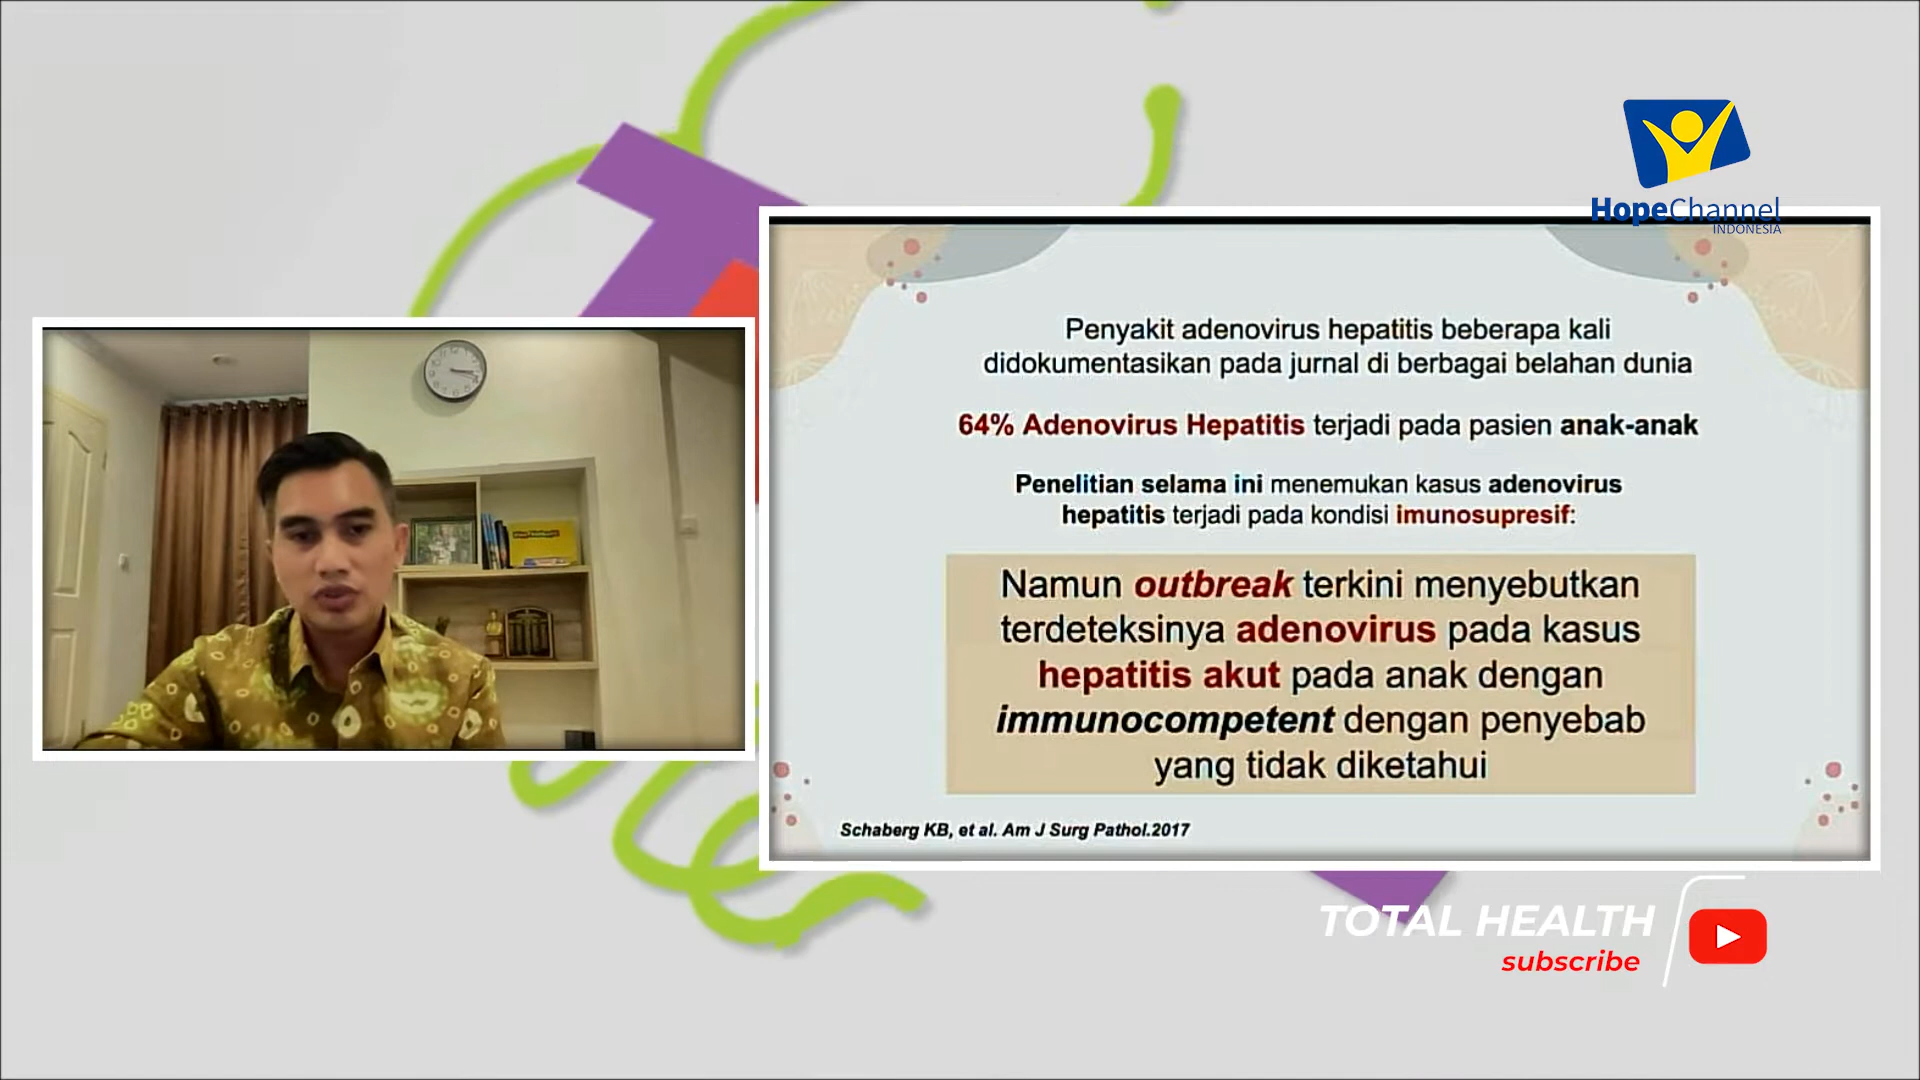 HopeChannel
INDONESIA
Penyakit adenovirus hepatitis beberapa kali
didokumentasikan pada jurnal di berbagai belahan dunia
64% Adenovirus Hepatitis terjadi pada pasien anak-anak
Penelitian selama ini menemukan kasus adenovirus
hepatitis terjadi pada kondisi imunosupresif:
Namun outbreak terkini menyebutkan
terdeteksinya adenovirus pada kasus
hepatitis akut pada anak dengan
immunocompetent dengan penyebab
yang tidak diketahui
Schaberg KB, et al. Am J Surg Pathol.2017
TOTAL HEALTH
subscribe